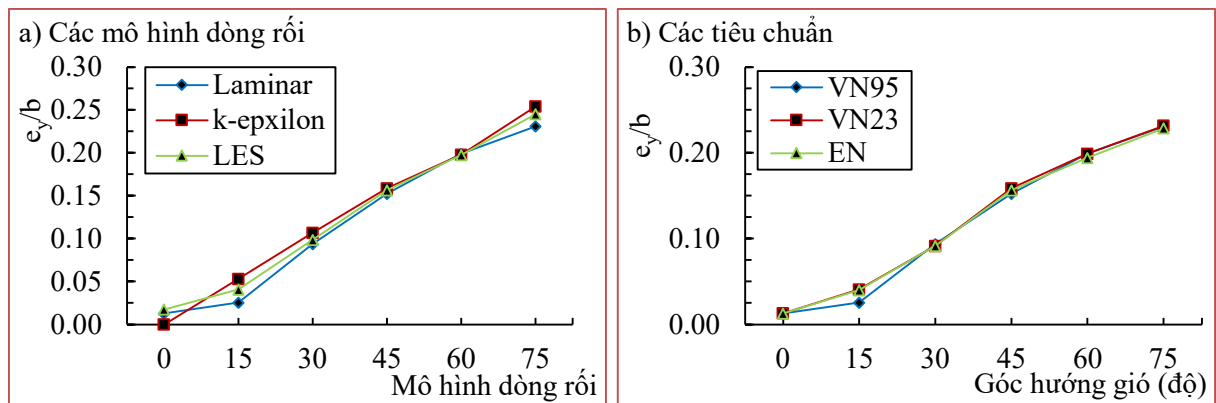 a) Các mô hình dòng rối
e_y/b
0.30
0.25
0.20
0.15
0.10
0.05
0.00
Laminar
k-epxilon
LES
0 15 30 45 60 75
Mô hình dòng rối
b) Các tiêu chuẩn
e_y/b
0.30
0.20
0.10
0.00
VN95
VN23
EN
0 15 30 45 60 75
Góc hướng gió (độ)